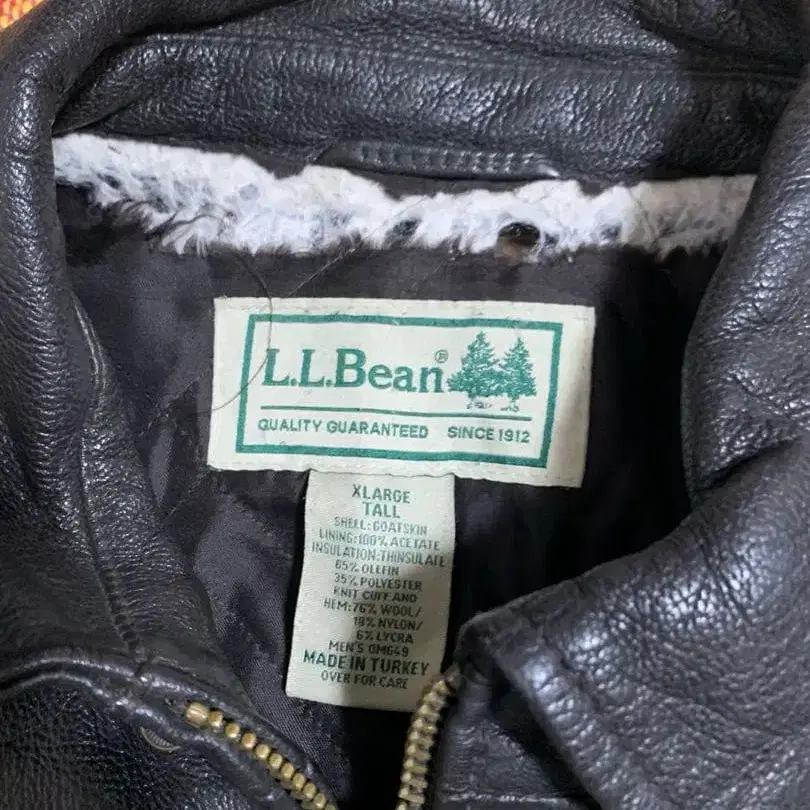 L.L.Bean®
QUALITY GUARANTEED SINCE 1912
XLARGE
TALL
SHELL: GOATSKIN
LINING:100% ACETATE
INSULATION:THINSULATE
65% OLEFIN
35% POLYESTER
KNIT CUFF AND
HEM:76% WOOL/
18% NYLON/
6% LYCRA
MEN'S 0M649
MADE IN TURKEY
OVER FOR CARE